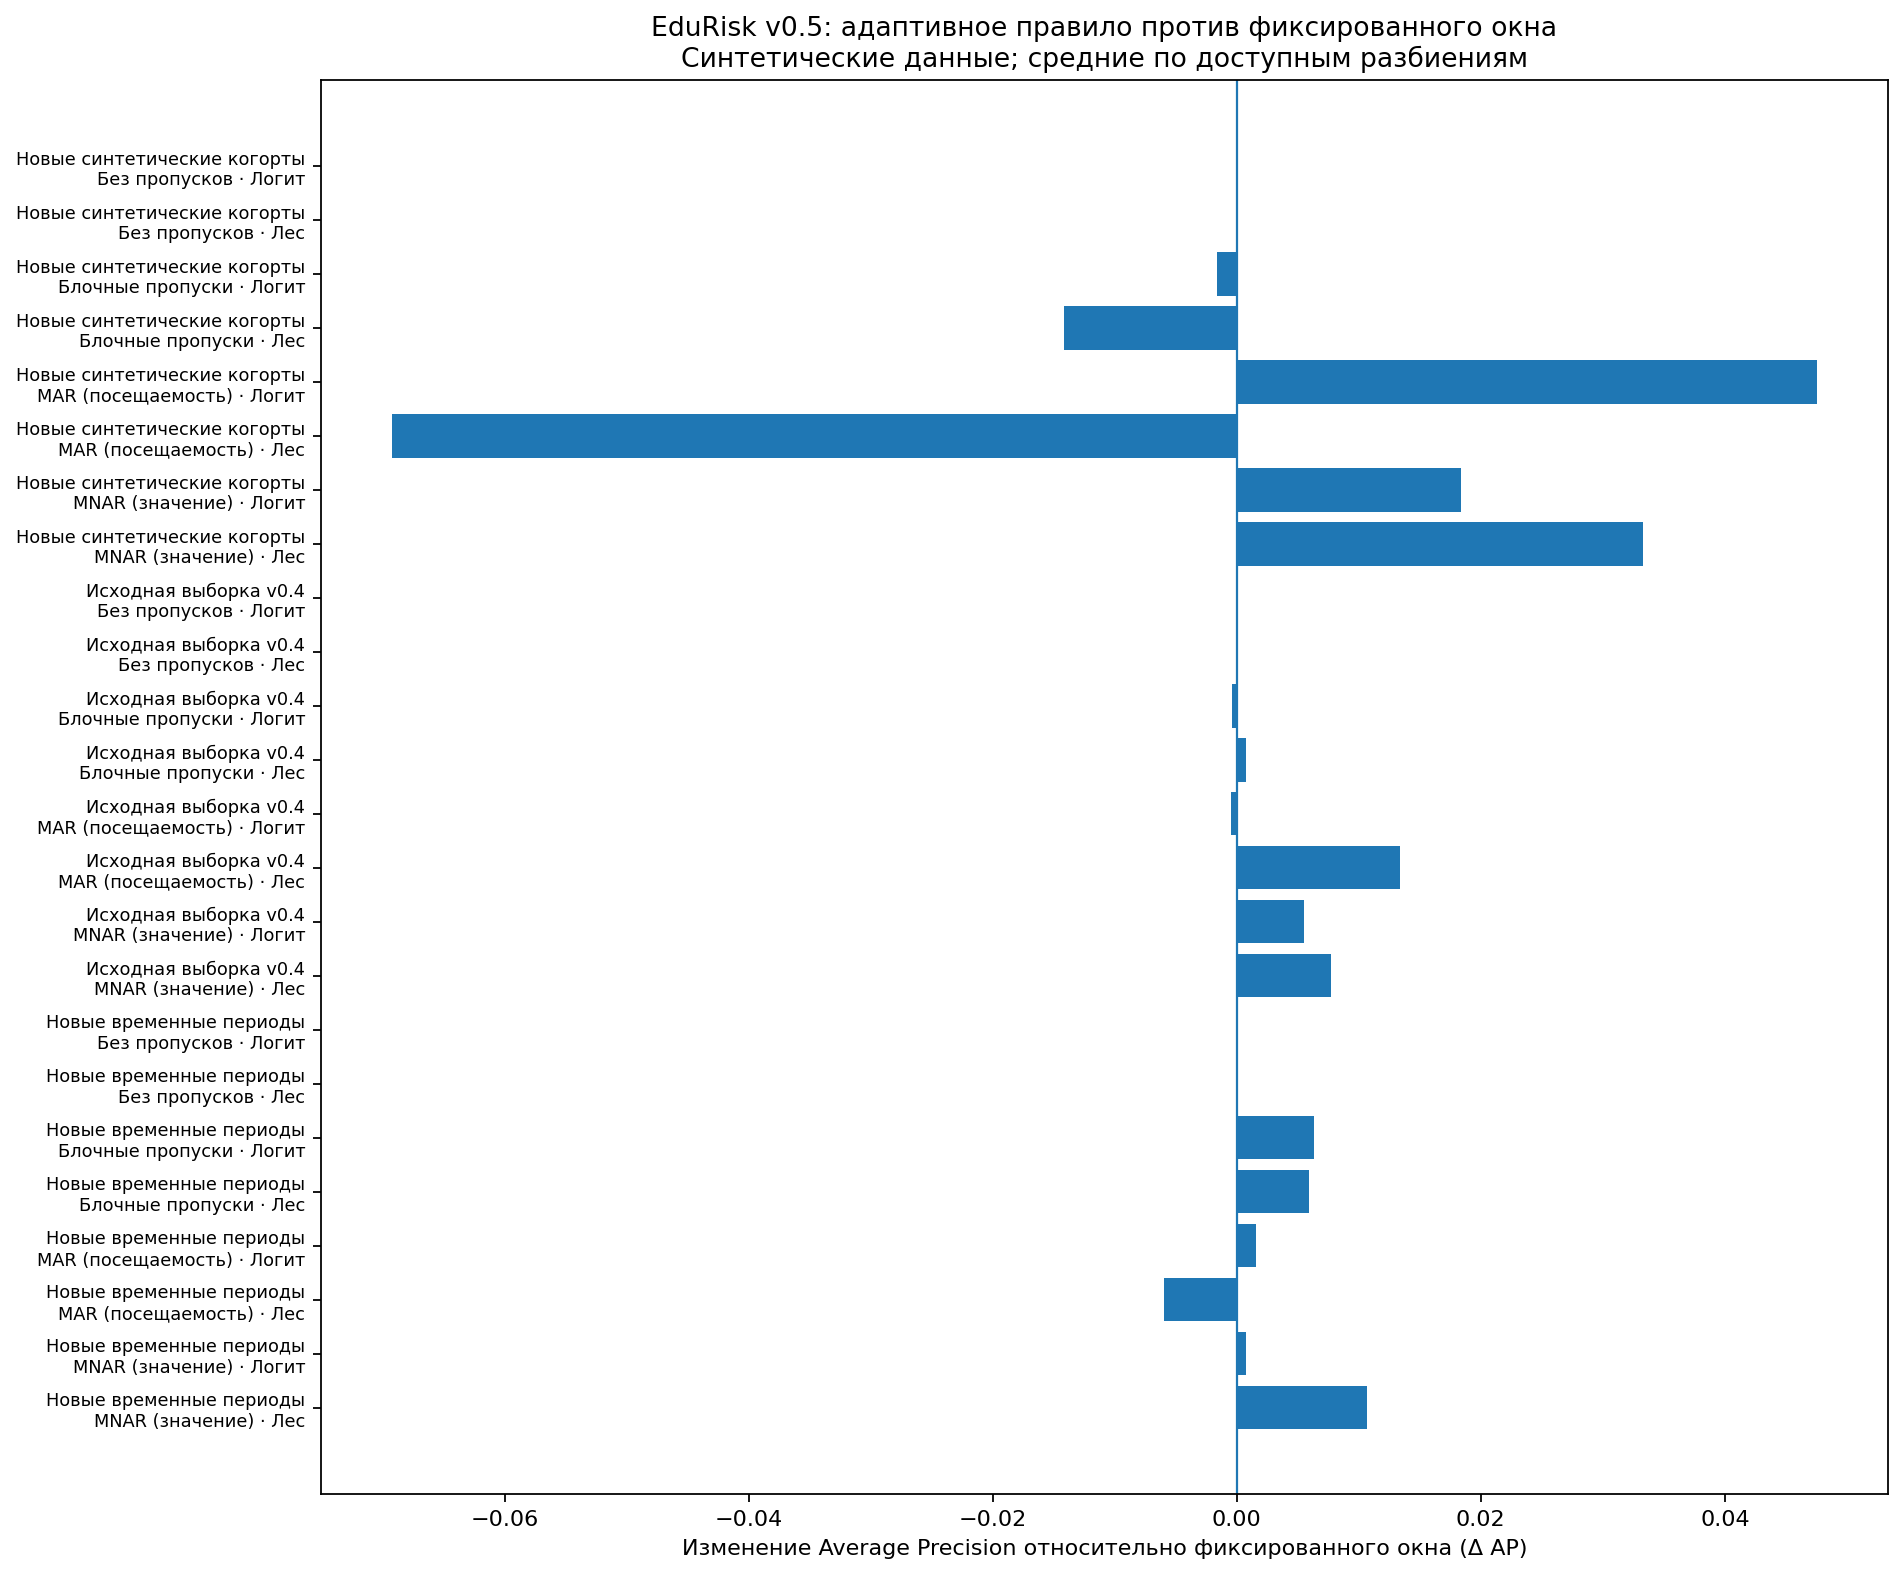 EduRisk v0.5: адаптивное правило против фиксированного окна
Синтетические данные; средние по доступным разбиениям
Новые синтетические когорты
Без пропусков · Логит
Новые синтетические когорты
Без пропусков · Лес
Новые синтетические когорты
Блочные пропуски · Логит
Новые синтетические когорты
Блочные пропуски · Лес
Новые синтетические когорты
MAR (посещаемость) · Логит
Новые синтетические когорты
MAR (посещаемость) · Лес
Новые синтетические когорты
MNAR (значение) · Логит
Новые синтетические когорты
MNAR (значение) · Лес
Исходная выборка v0.4
Без пропусков · Логит
Исходная выборка v0.4
Без пропусков · Лес
Исходная выборка v0.4
Блочные пропуски · Логит
Исходная выборка v0.4
Блочные пропуски · Лес
Исходная выборка v0.4
MAR (посещаемость) · Логит
Исходная выборка v0.4
MAR (посещаемость) · Лес
Исходная выборка v0.4
MNAR (значение) · Логит
Исходная выборка v0.4
MNAR (значение) · Лес
Новые временные периоды
Без пропусков · Логит
Новые временные периоды
Без пропусков · Лес
Новые временные периоды
Блочные пропуски · Логит
Новые временные периоды
Блочные пропуски · Лес
Новые временные периоды
MAR (посещаемость) · Логит
Новые временные периоды
MAR (посещаемость) · Лес
Новые временные периоды
MNAR (значение) · Логит
Новые временные периоды
MNAR (значение) · Лес
−0.06 −0.04 −0.02 0.00 0.02 0.04
Изменение Average Precision относительно фиксированного окна (Δ AP)